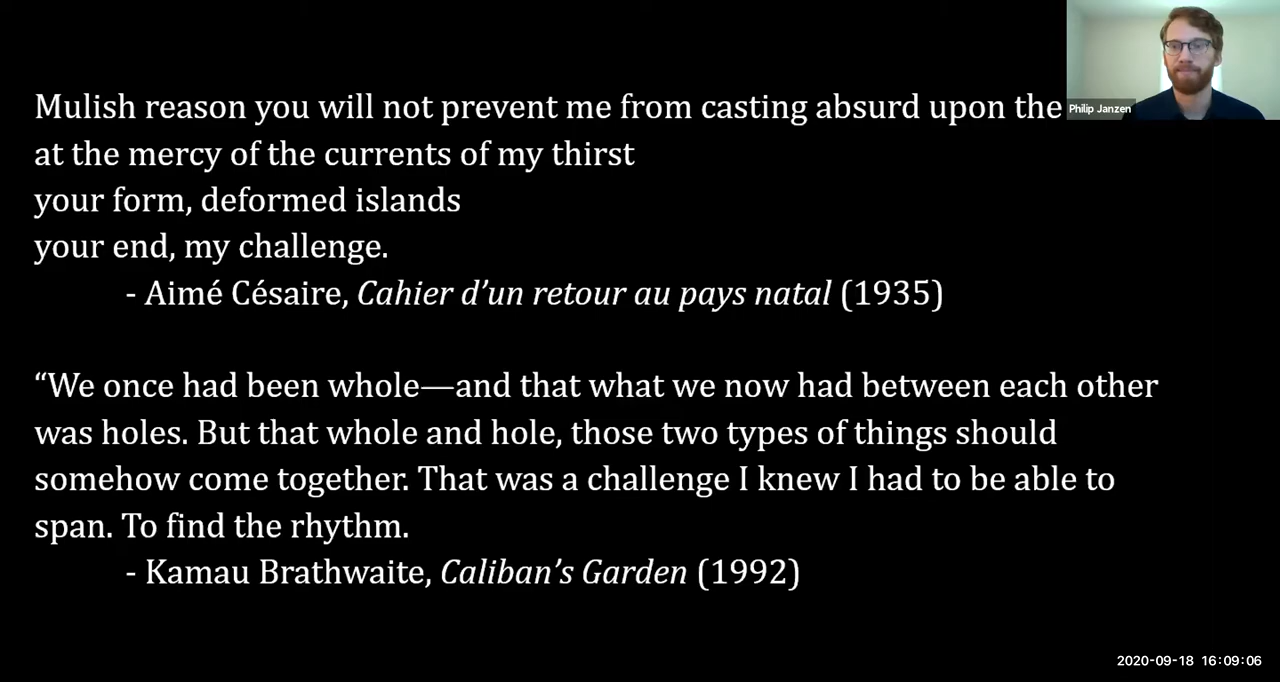 Mulish reason you will not prevent me from casting absurd upon the
Philip Janzen
at the mercy of the currents of my thirst
your form, deformed islands
your end, my challenge.
- Aimé Césaire, Cahier d’un retour au pays natal (1935)
“We once had been whole—and that what we now had between each other
was holes. But that whole and hole, those two types of things should
somehow come together. That was a challenge I knew I had to be able to
span. To find the rhythm.
- Kamau Brathwaite, Caliban’s Garden (1992)
2020-09-18 16:09:06